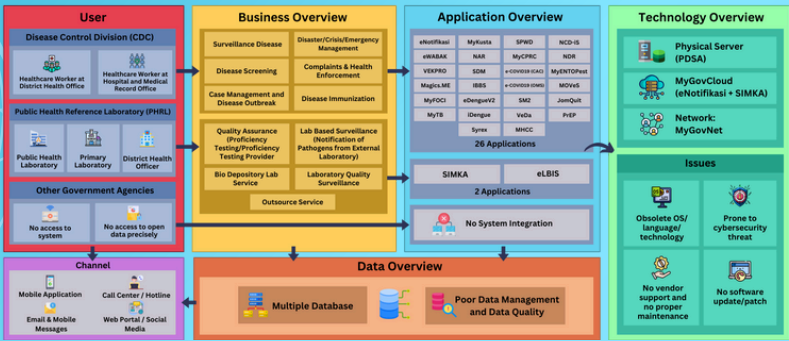 User
Disease Control Division (CDC)
Healthcare Worker at
District Health Office
Healthcare Worker at
Hospital and Medical
Record Office
Public Health Reference Laboratory (PHRL)
Public Health
Laboratory
Primary
Laboratory
District Health
Officer
Other Government Agencies
No access to
system
No access to open
data precisely
Business Overview
Surveillance Disease
Disaster/Crisis/Emergency
Management
Disease Screening
Complaints & Health
Enforcement
Case Management and
Disease Outbreak
Disease Immunization
Quality Assurance
(Proficiency
Testing/Proficiency
Testing Provider)
Lab Based Surveillance
(Notification of
Pathogens from External
Laboratory)
Bio Depository Lab
Service
Laboratory Quality
Surveillance
Outsource Service
Application Overview
eNotifikasi
MyKusta
SPWD
NCD-iS
eWABAK
NAR
MyCPRC
NDR
VEKPRO
SDM
e-COVID19 (CAC)
MyENTOPest
Magics.ME
IBBS
e-COVID19 (OMS)
MOVeS
MyFOCI
eDengueV2
SM2
JomQuit
MyTB
iDengue
VeDa
PrEP
Syrex
MHCC
26 Applications
SIMKA
eLBIS
2 Applications
No System Integration
Technology Overview
Physical Server
(PDSA)
MyGovCloud
(eNotifikasi + SIMKA)
Network:
MyGovNet
Issues
Obsolete OS/
language/
technology
Prone to
cybersecurity
threat
No vendor
support and
no proper
maintenance
No software
update/patch
Channel
Mobile Application
Call Center / Hotline
Email & Mobile
Messages
Web Portal / Social
Media
Data Overview
Multiple Database
Poor Data Management
and Data Quality